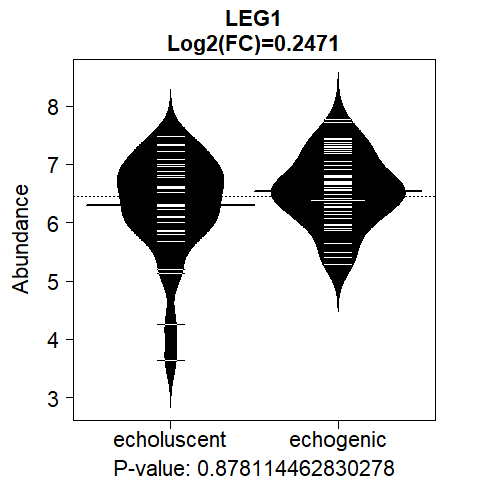 LEG1
Log2(FC)=0.2471
8
7
6
5
4
3
Abundance
echoluscent echogenic
P-value: 0.878114462830278